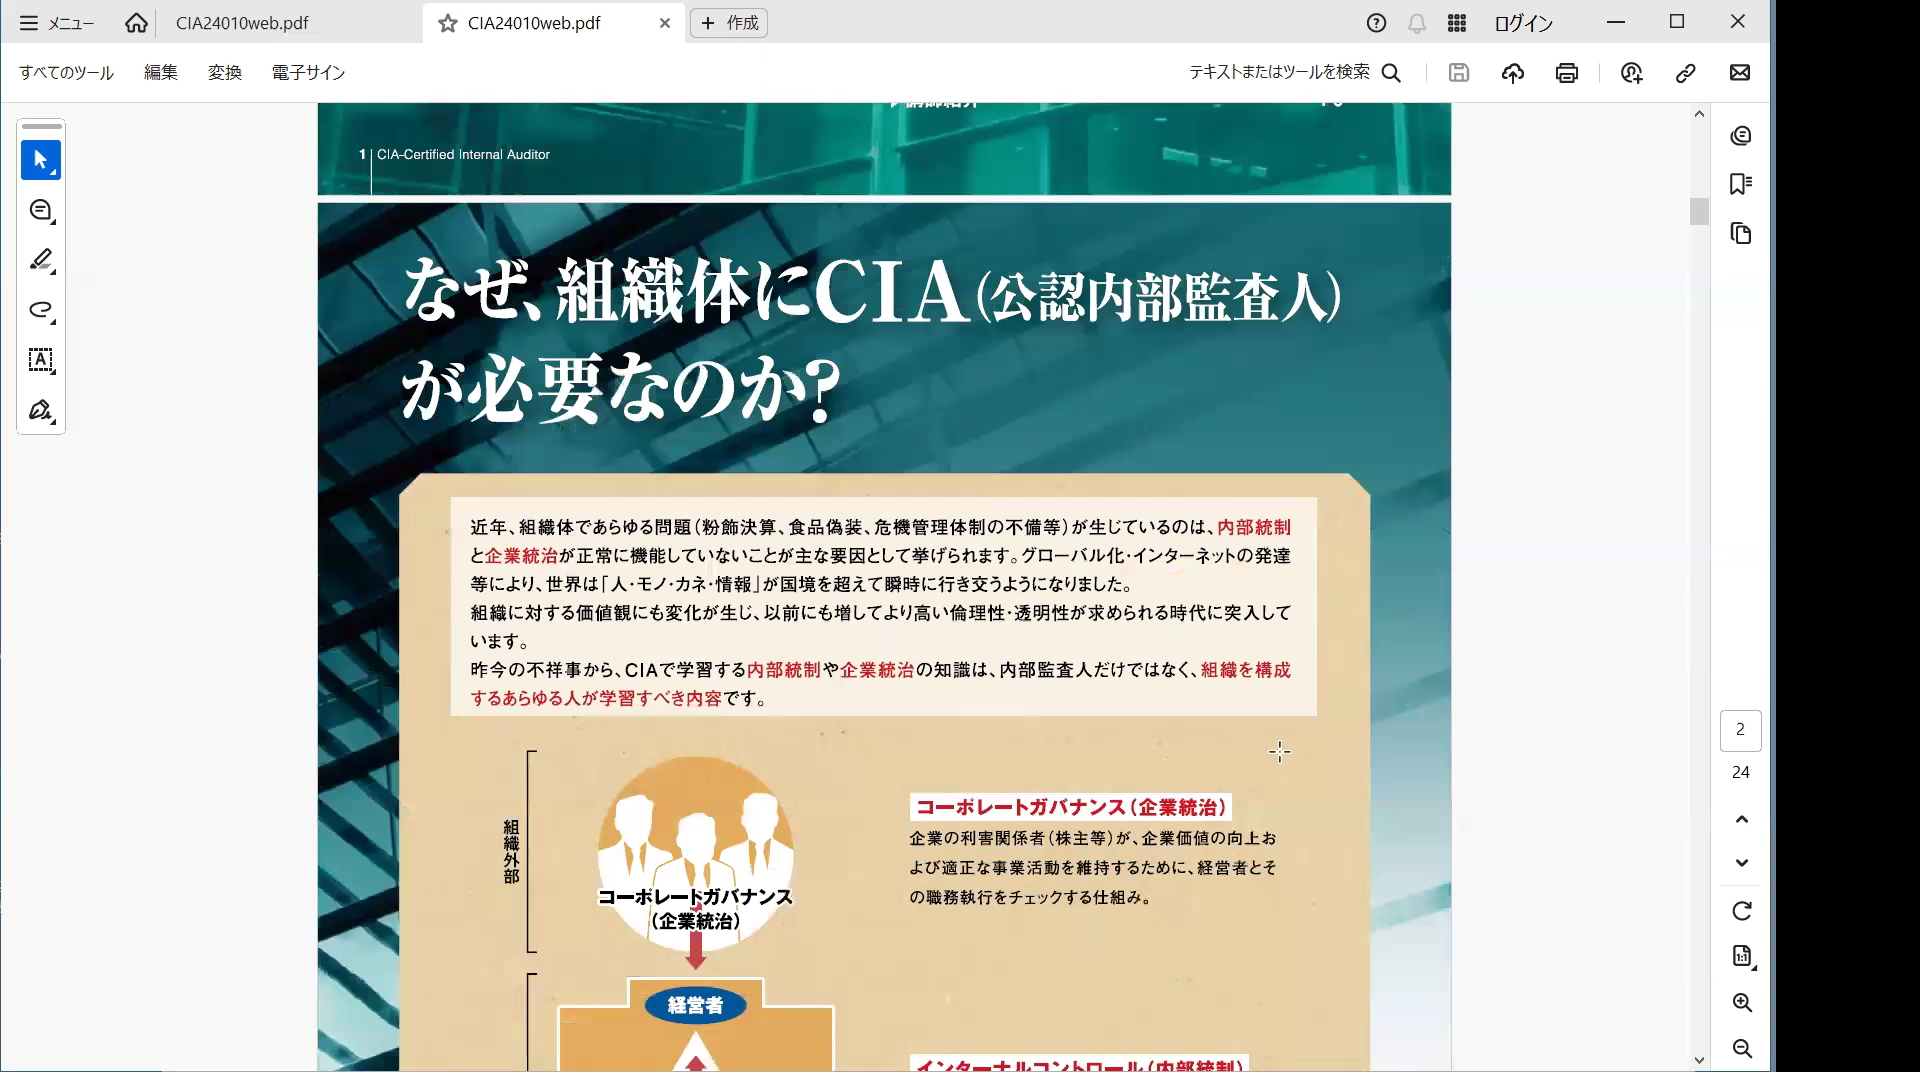 メニュー
CIA24010web.pdf
CIA24010web.pdf
作成
ログイン
すべてのツール 編集 変換 電子サイン
テキストまたはツールを検索
▶講師紹介
1 CIA-Certified Internal Auditor
なぜ、組織体にCIA(公認内部監査人)
が必要なのか?
近年、組織体であらゆる問題(粉飾決算、食品偽装、危機管理体制の不備等)が生じているのは、内部統制
と企業統治が正常に機能していないことが主な要因として挙げられます。グローバル化・インターネットの発達
等により、世界は「人・モノ・カネ・情報」が国境を超えて瞬時に行き交うようになりました。
組織に対する価値観にも変化が生じ、以前にも増してより高い倫理性・透明性が求められる時代に突入して
います。
昨今の不祥事から、CIAで学習する内部統制や企業統治の知識は、内部監査人だけではなく、組織を構成
するあらゆる人が学習すべき内容です。
組織外部
コーポレートガバナンス
(企業統治)
コーポレートガバナンス(企業統治)
企業の利害関係者(株主等)が、企業価値の向上お
よび適正な事業活動を維持するために、経営者とそ
の職務執行をチェックする仕組み。
経営者
インターナルコントロール(内部統制)
2
24